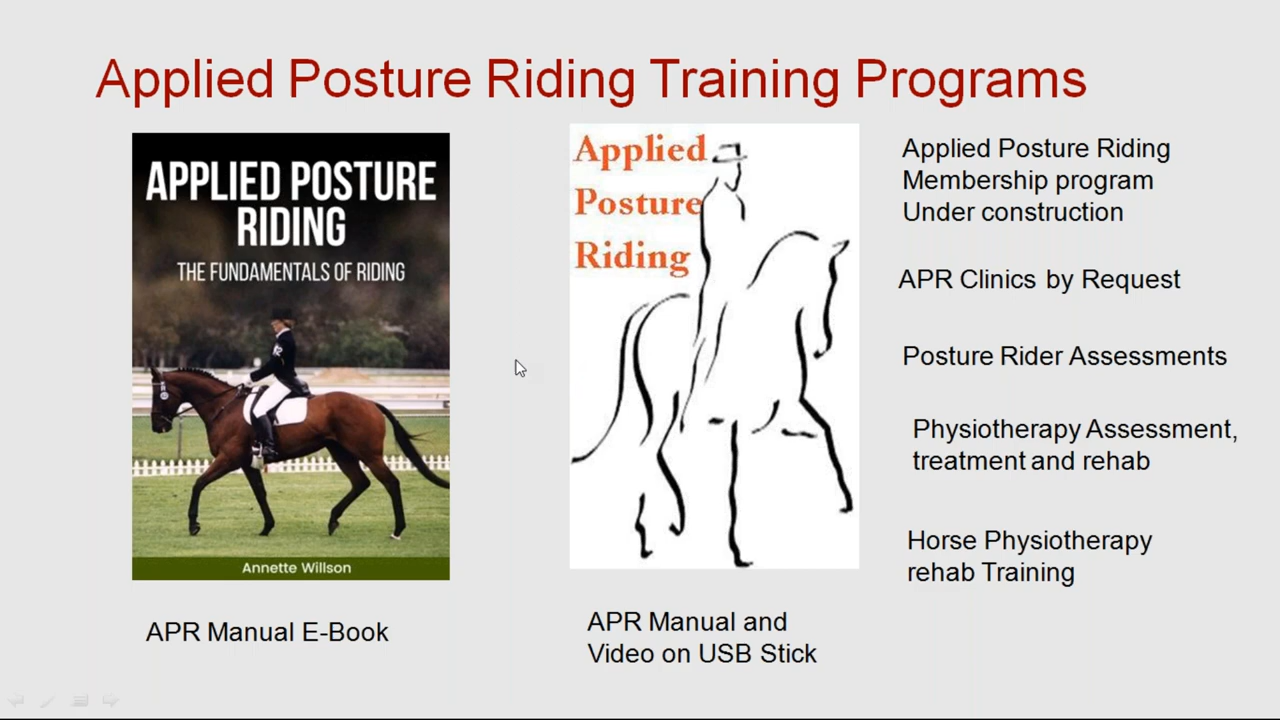 Applied Posture Riding Training Programs
APPLIED POSTURE
RIDING
THE FUNDAMENTALS OF RIDING
Annette Willson
APR Manual E-Book
Applied
Posture
Riding
APR Manual and
Video on USB Stick
Applied Posture Riding
Membership program
Under construction
APR Clinics by Request
Posture Rider Assessments
Physiotherapy Assessment,
treatment and rehab
Horse Physiotherapy
rehab Training